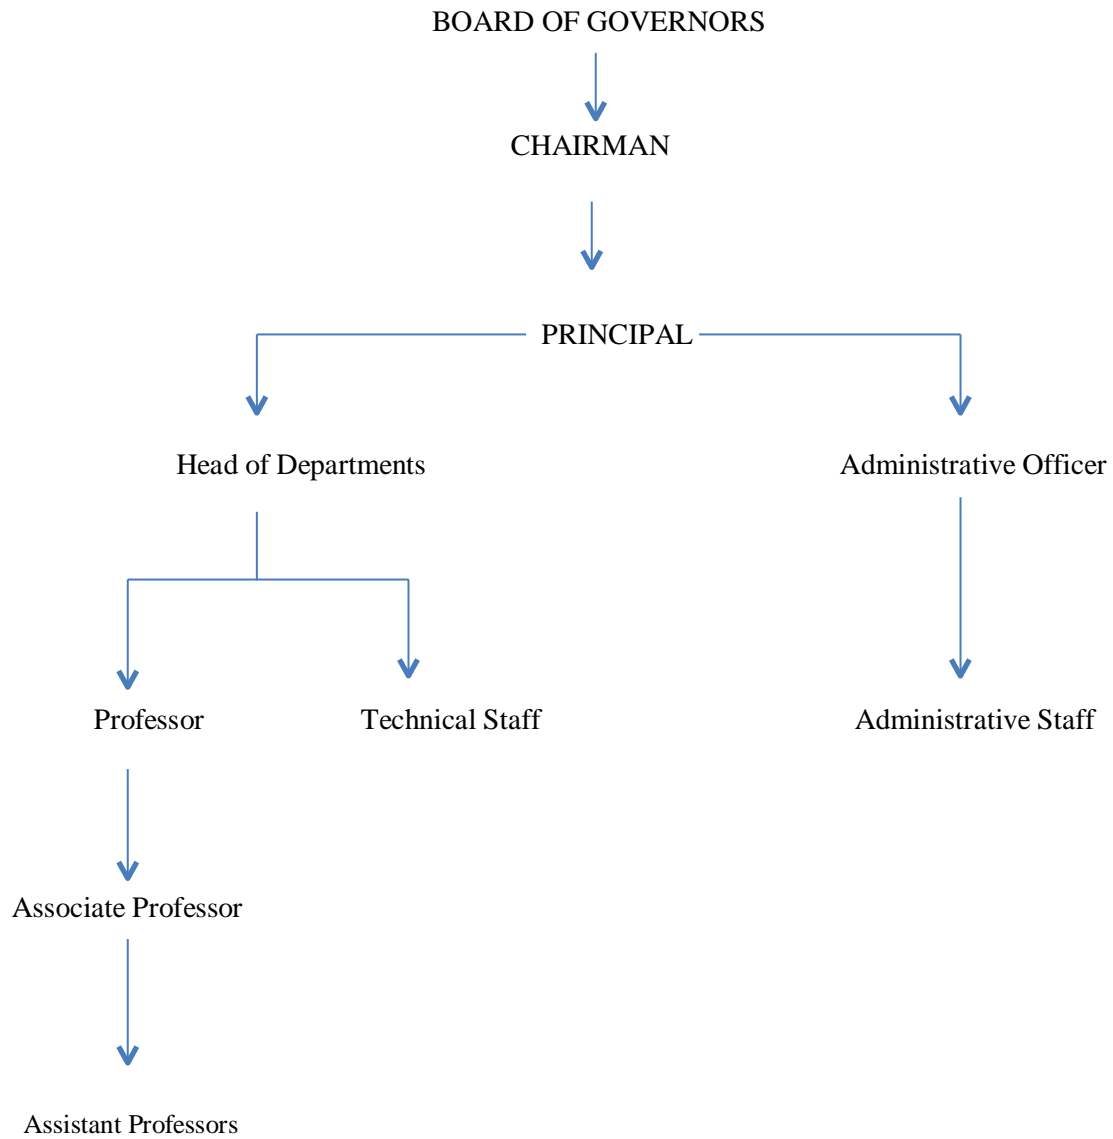 BOARD OF GOVERNORS
CHAIRMAN
PRINCIPAL
Head of Departments
Administrative Officer
Professor
Technical Staff
Administrative Staff
Associate Professor
Assistant Professors